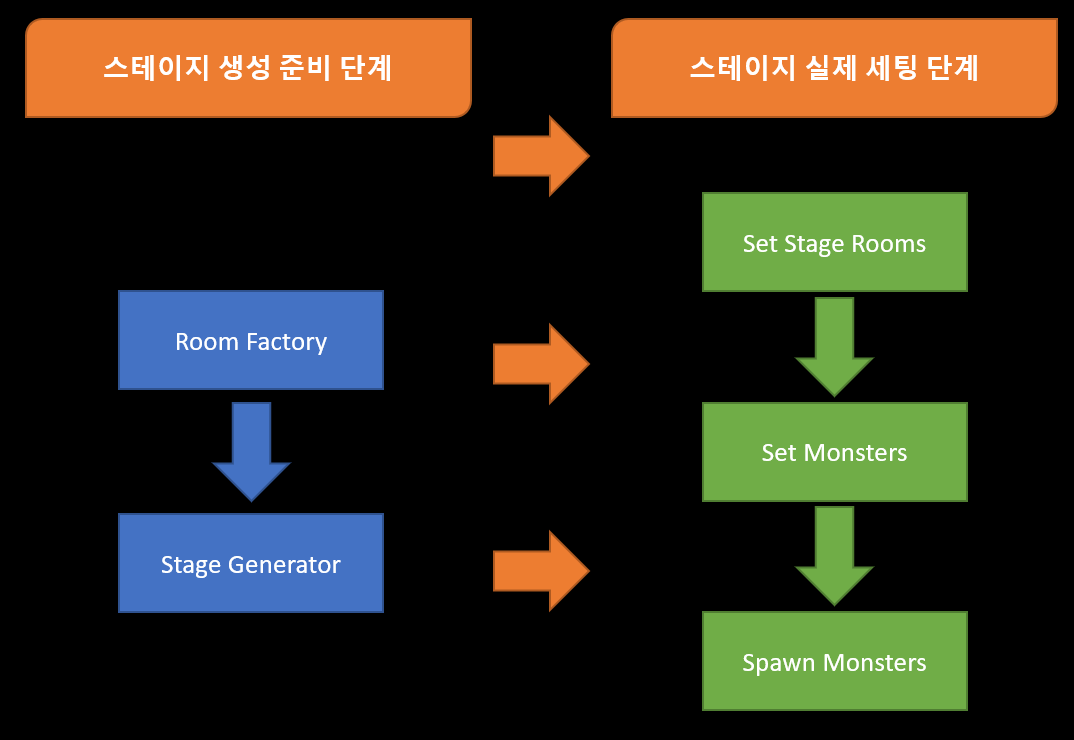 스테이지 생성 준비 단계
스테이지 실제 세팅 단계
Room Factory
Stage Generator
Set Stage Rooms
Set Monsters
Spawn Monsters